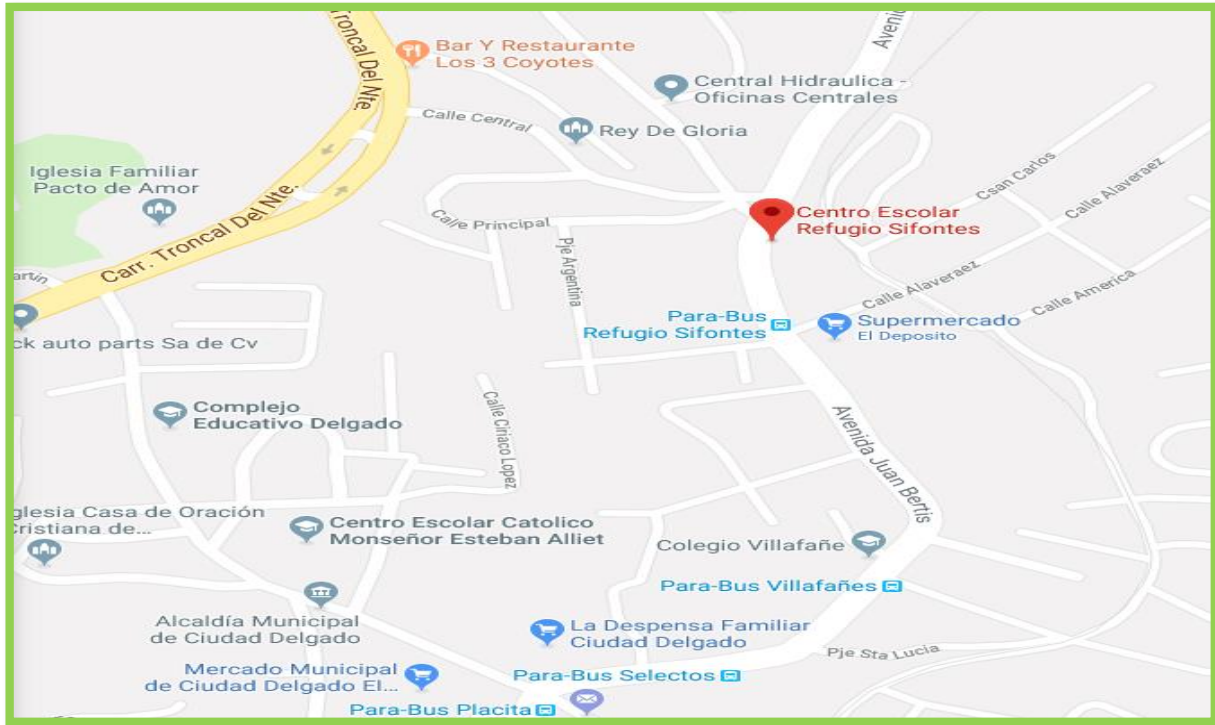 Troncal Del Nte.
Bar Y Restaurante
Los 3 Coyotes
Avenid
Central Hidraulica -
Oficinas Centrales
Calle Central
Rey De Gloria
Iglesia Familiar
Pacto de Amor
Csan Carlos
Calle Alaveraez
Centro Escolar
Refugio Sifontes
Calle Principal
Carr. Troncal Del Nte.
Pje Argentina
artín
Calle Alaveraez
Calle America
Para-Bus
Refugio Sifontes
Supermercado
El Deposito
ck auto parts Sa de Cv
Complejo
Educativo Delgado
Calle Ciriaco Lopez
Avenida Juan Bertis
glesia Casa de Oración
Cristiana de...
Centro Escolar Catolico
Monseñor Esteban Alliet
Colegio Villafañe
Para-Bus Villafañes
Alcaldía Municipal
de Ciudad Delgado
La Despensa Familiar
Ciudad Delgado
Pje Sta Lucia
Mercado Municipal
de Ciudad Delgado El...
Para-Bus Selectos
Para-Bus Placita